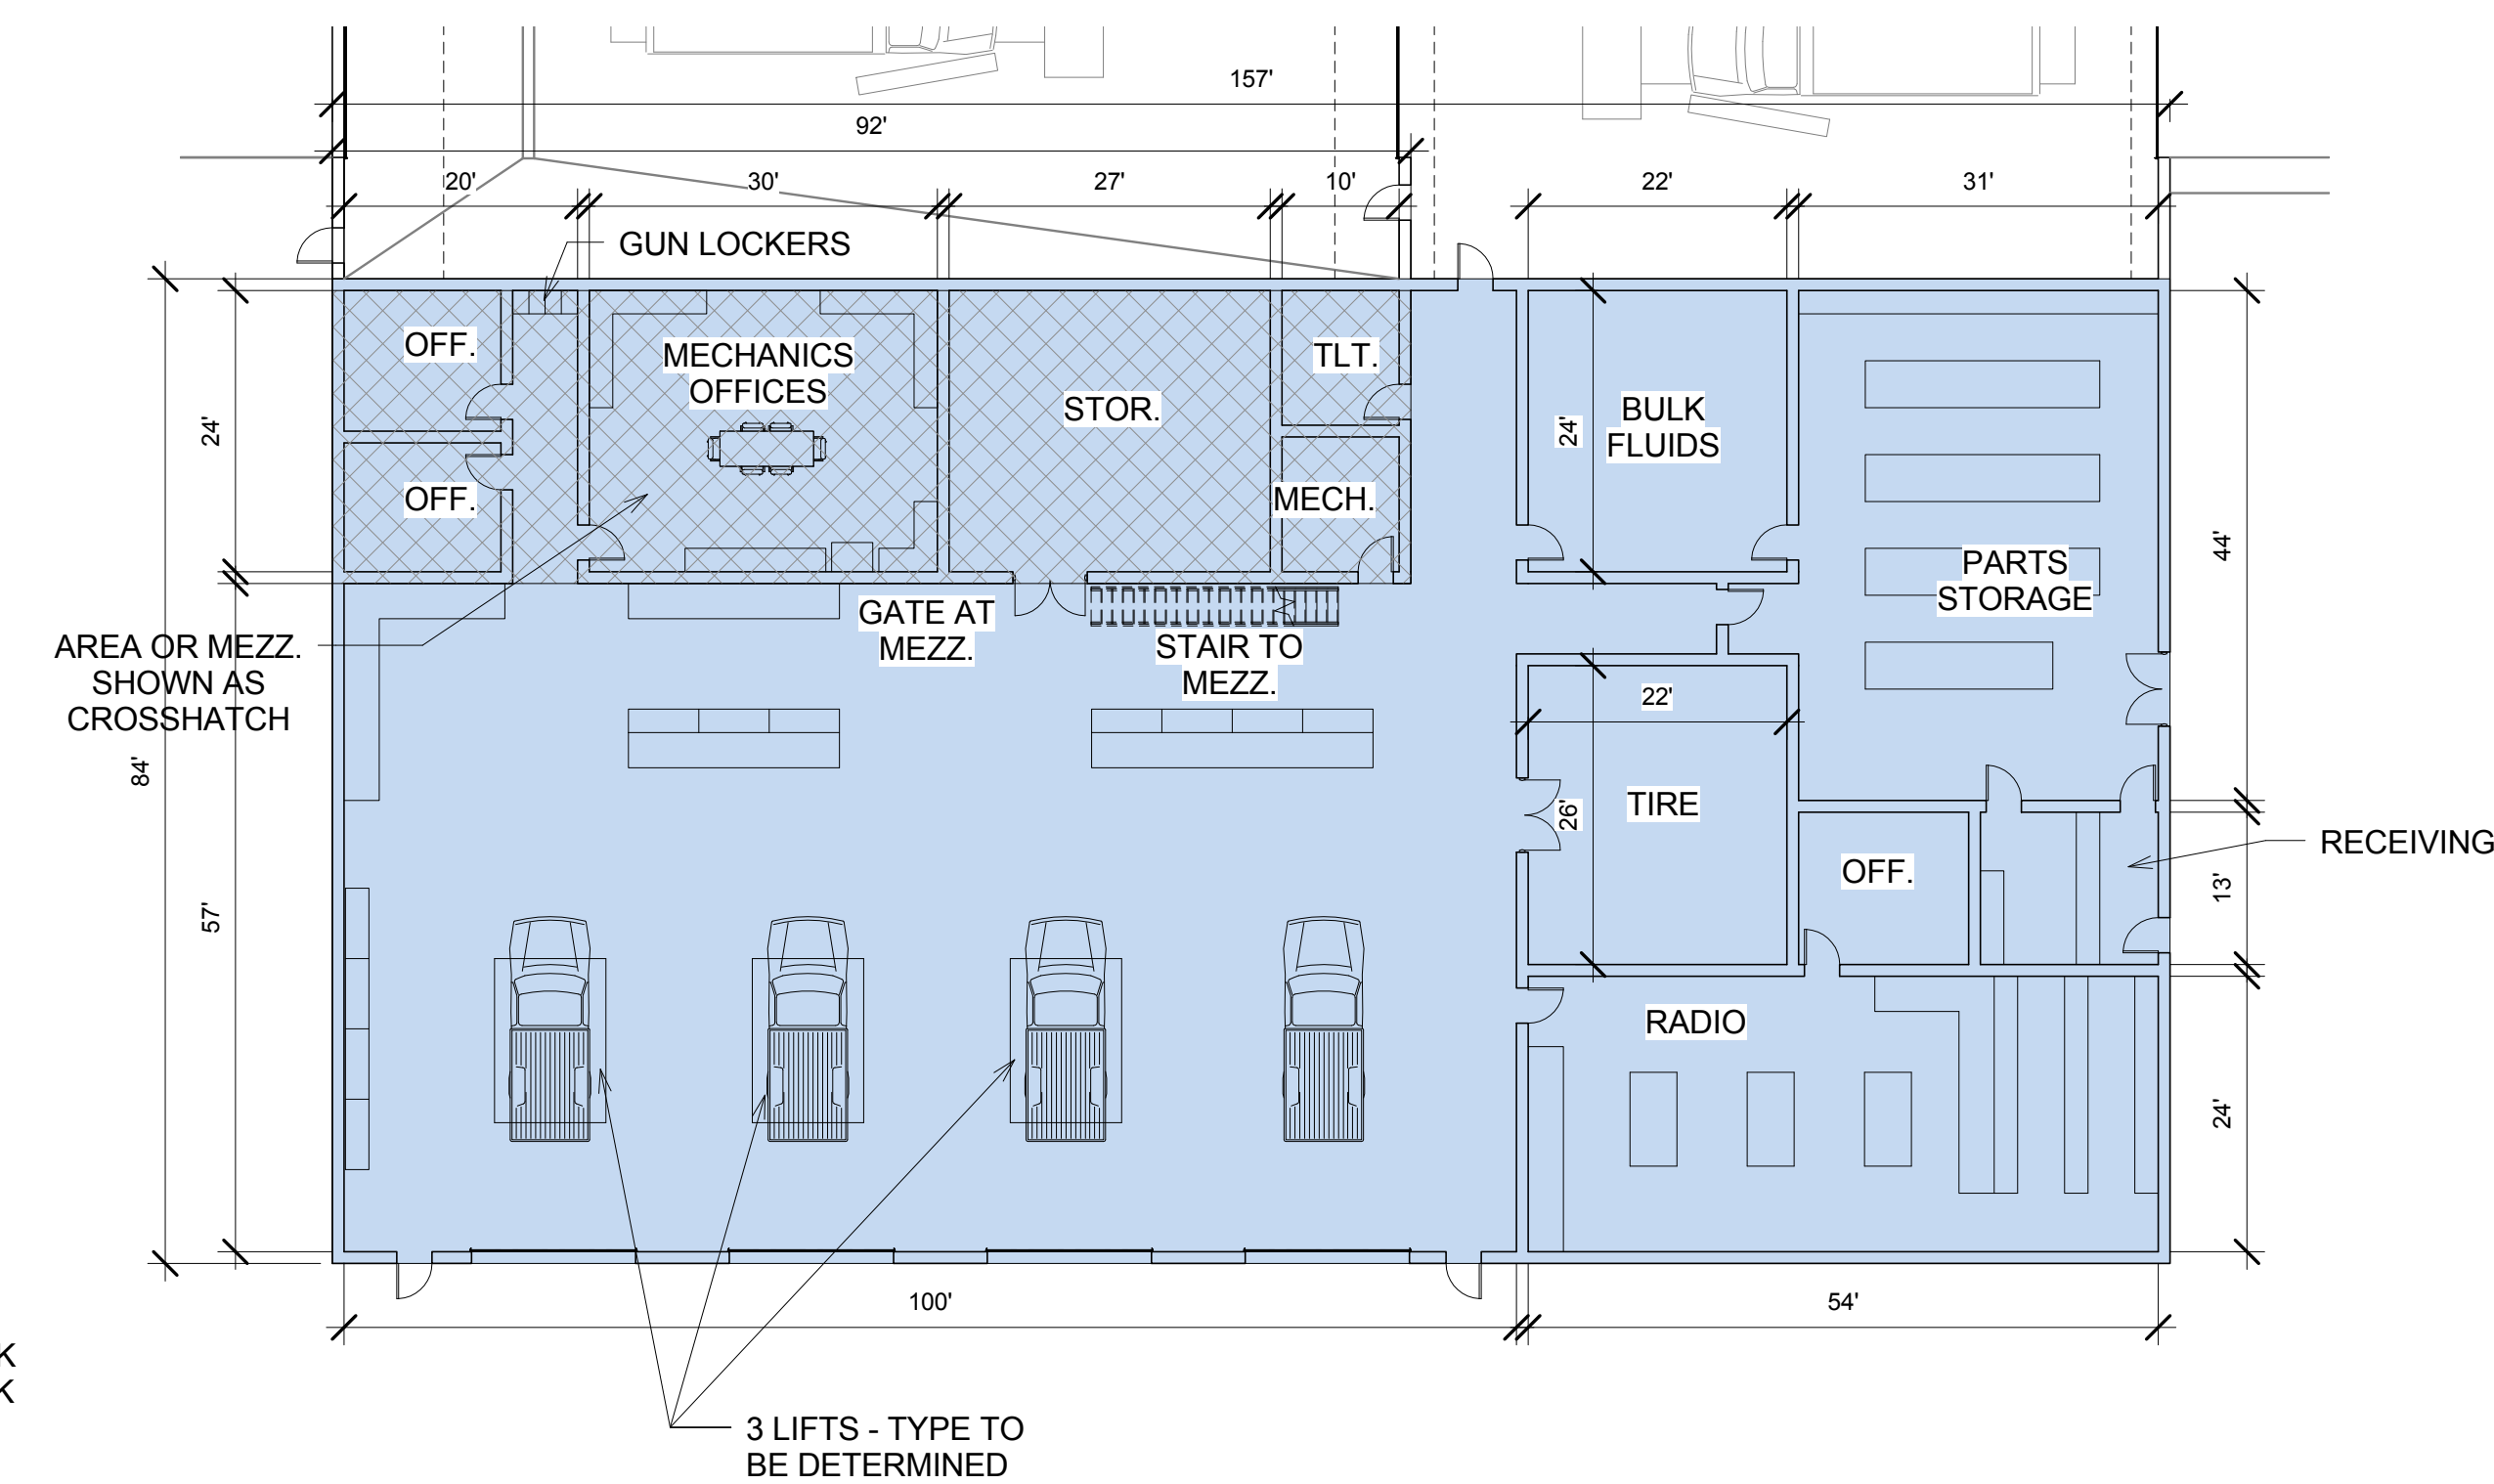 157'
92'
20'
30'
27'
10'
22'
31'
GUN LOCKERS
OFF.
MECHANICS
OFFICES
STOR.
TLT.
BULK
FLUIDS
24'
24'
OFF.
MECH.
44'
PARTS
STORAGE
GATE AT
MEZZ.
STAIR TO
MEZZ.
AREA OR MEZZ.
SHOWN AS
CROSSHATCH
84'
22'
26'
TIRE
RECEIVING
OFF.
13'
57'
RADIO
24'
100'
54'
K
K
3 LIFTS - TYPE TO
BE DETERMINED